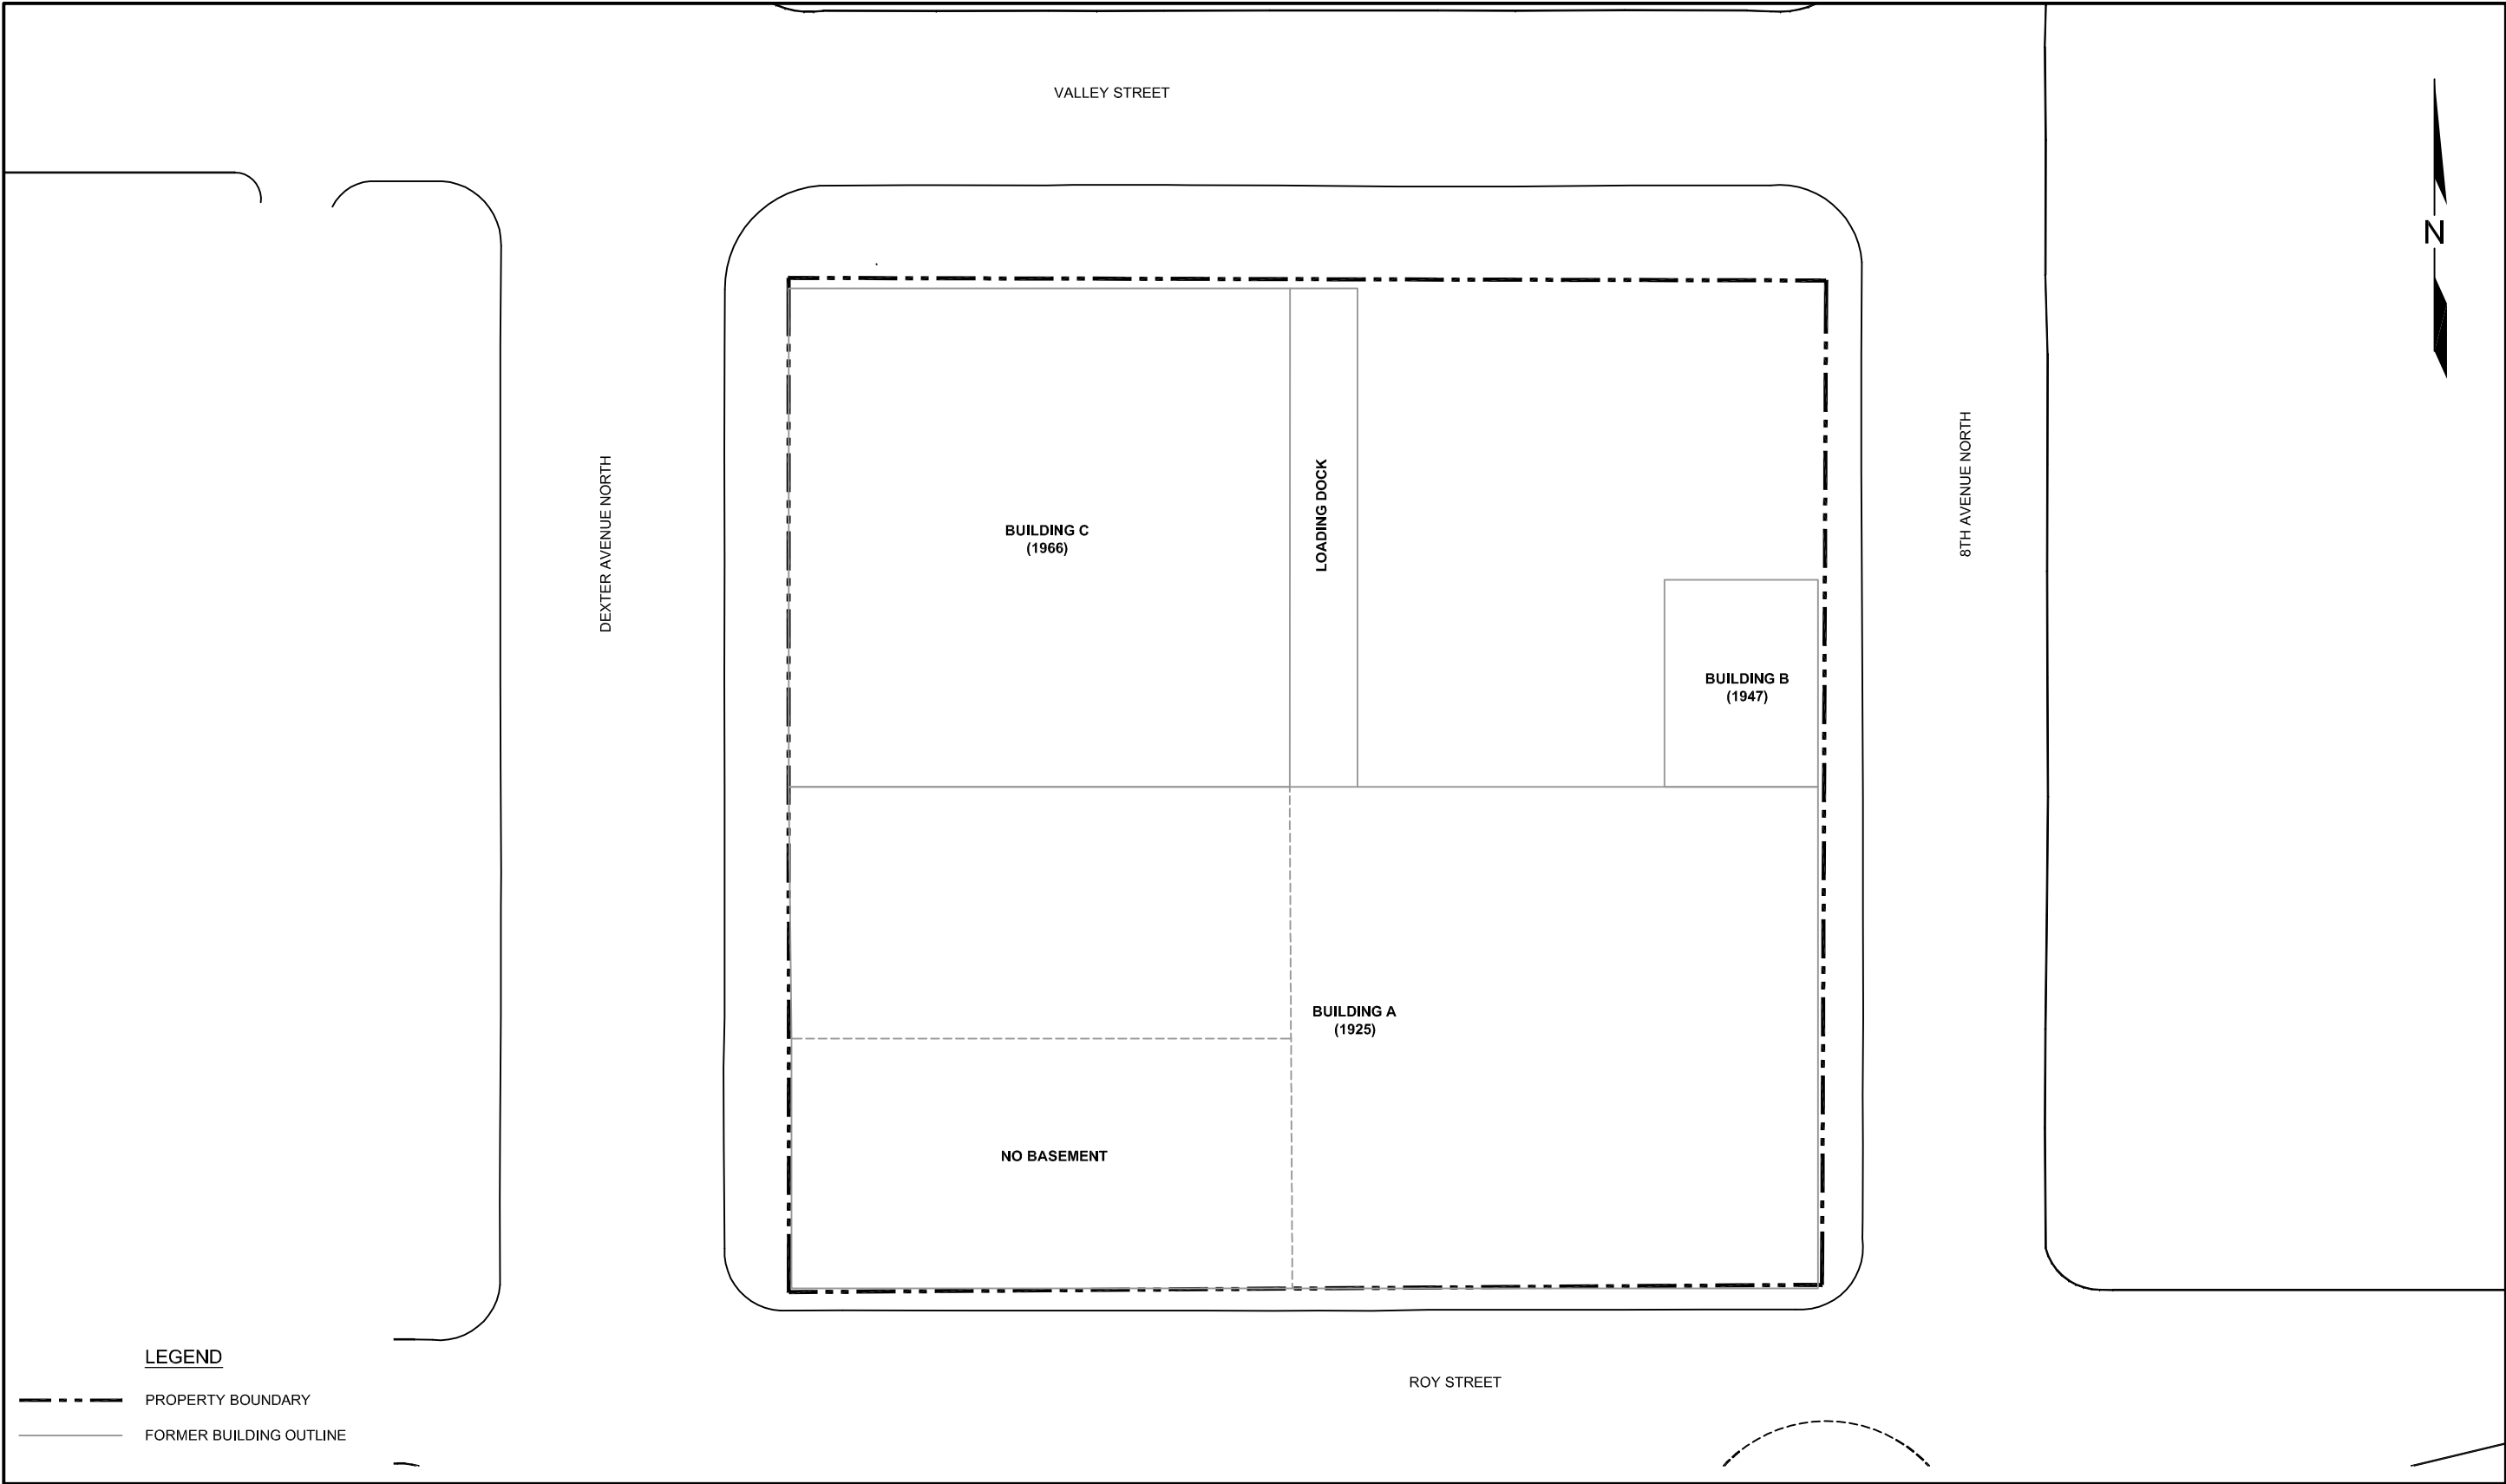 VALLEY STREET
N
DEXTER AVENUE NORTH
8TH AVENUE NORTH
BUILDING C
(1966)
LOADING DOCK
BUILDING B
(1947)
BUILDING A
(1925)
NO BASEMENT
ROY STREET
LEGEND
PROPERTY BOUNDARY
FORMER BUILDING OUTLINE